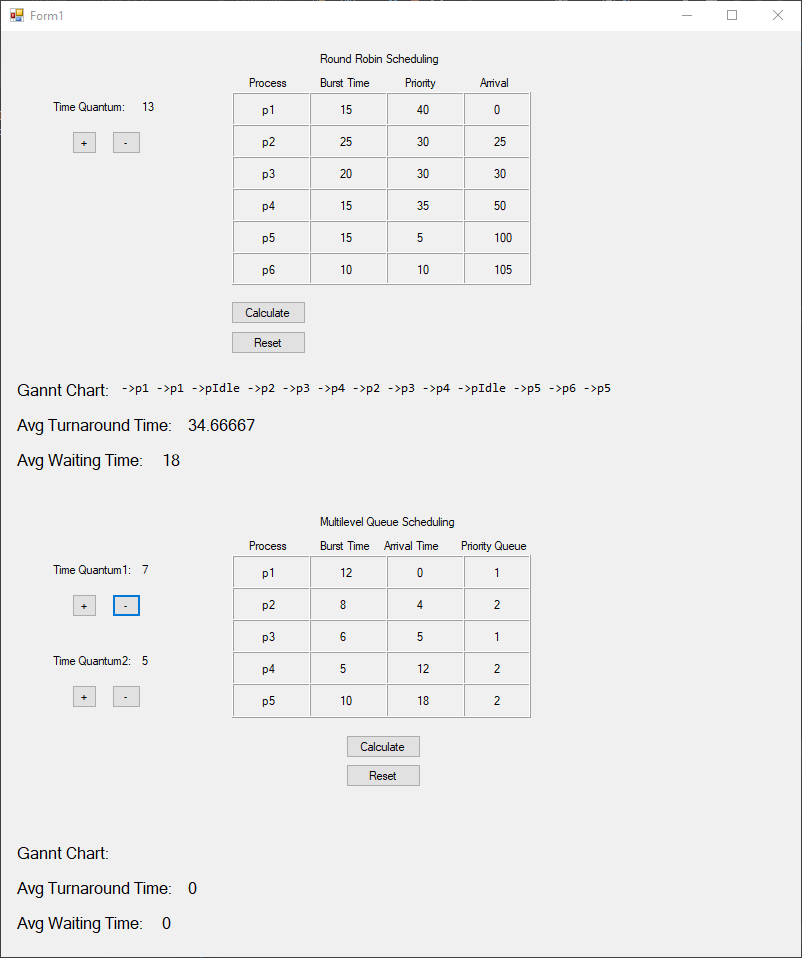 Form1
Round Robin Scheduling
Process Burst Time Priority Arrival
Time Quantum: 13
p1 15 40 0
+ -
p2 25 30 25
p3 20 30 30
p4 15 35 50
p5 15 5 100
p6 10 10 105
Calculate
Reset
Gannt Chart: ->p1 ->p1 ->pIdle ->p2 ->p3 ->p4 ->p2 ->p3 ->p4 ->pIdle ->p5 ->p6 ->p5
Avg Turnaround Time: 34.66667
Avg Waiting Time: 18
Multilevel Queue Scheduling
Process Burst Time Arrival Time Priority Queue
Time Quantum1: 7
p1 12 0 1
+ -
p2 8 4 2
p3 6 5 1
Time Quantum2: 5
p4 5 12 2
+ -
p5 10 18 2
Calculate
Reset
Gannt Chart:
Avg Turnaround Time: 0
Avg Waiting Time: 0